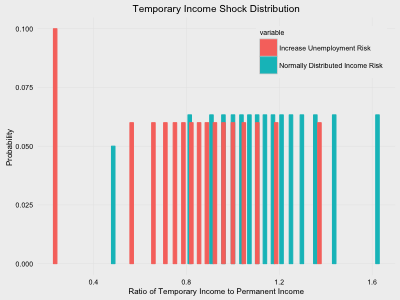 Temporary Income Shock Distribution
variable
Increase Unemployment Risk
Normally Distributed Income Risk
0.100
0.075
0.050
0.025
0.000
Probability
0.4 0.8 1.2 1.6
Ratio of Temporary Income to Permanent Income